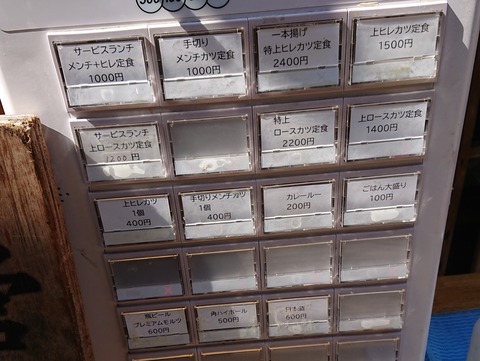 サービスランチ
メンチ+ヒレ定食
1000円
手切り
メンチカツ定食
1000円
一本揚げ
特上ヒレカツ定食
2400円
上ヒレカツ定食
1500円
サービスランチ
上ロースカツ定食
1200円
特上
ロースカツ定食
2200円
上ロースカツ定食
1400円
上ヒレカツ
1個
400円
手切りメンチカツ
1個
400円
カレールー
200円
ごはん大盛り
100円
瓶ビール
プレミアムモルツ
600円
角ハイボール
500円
日本酒
600円